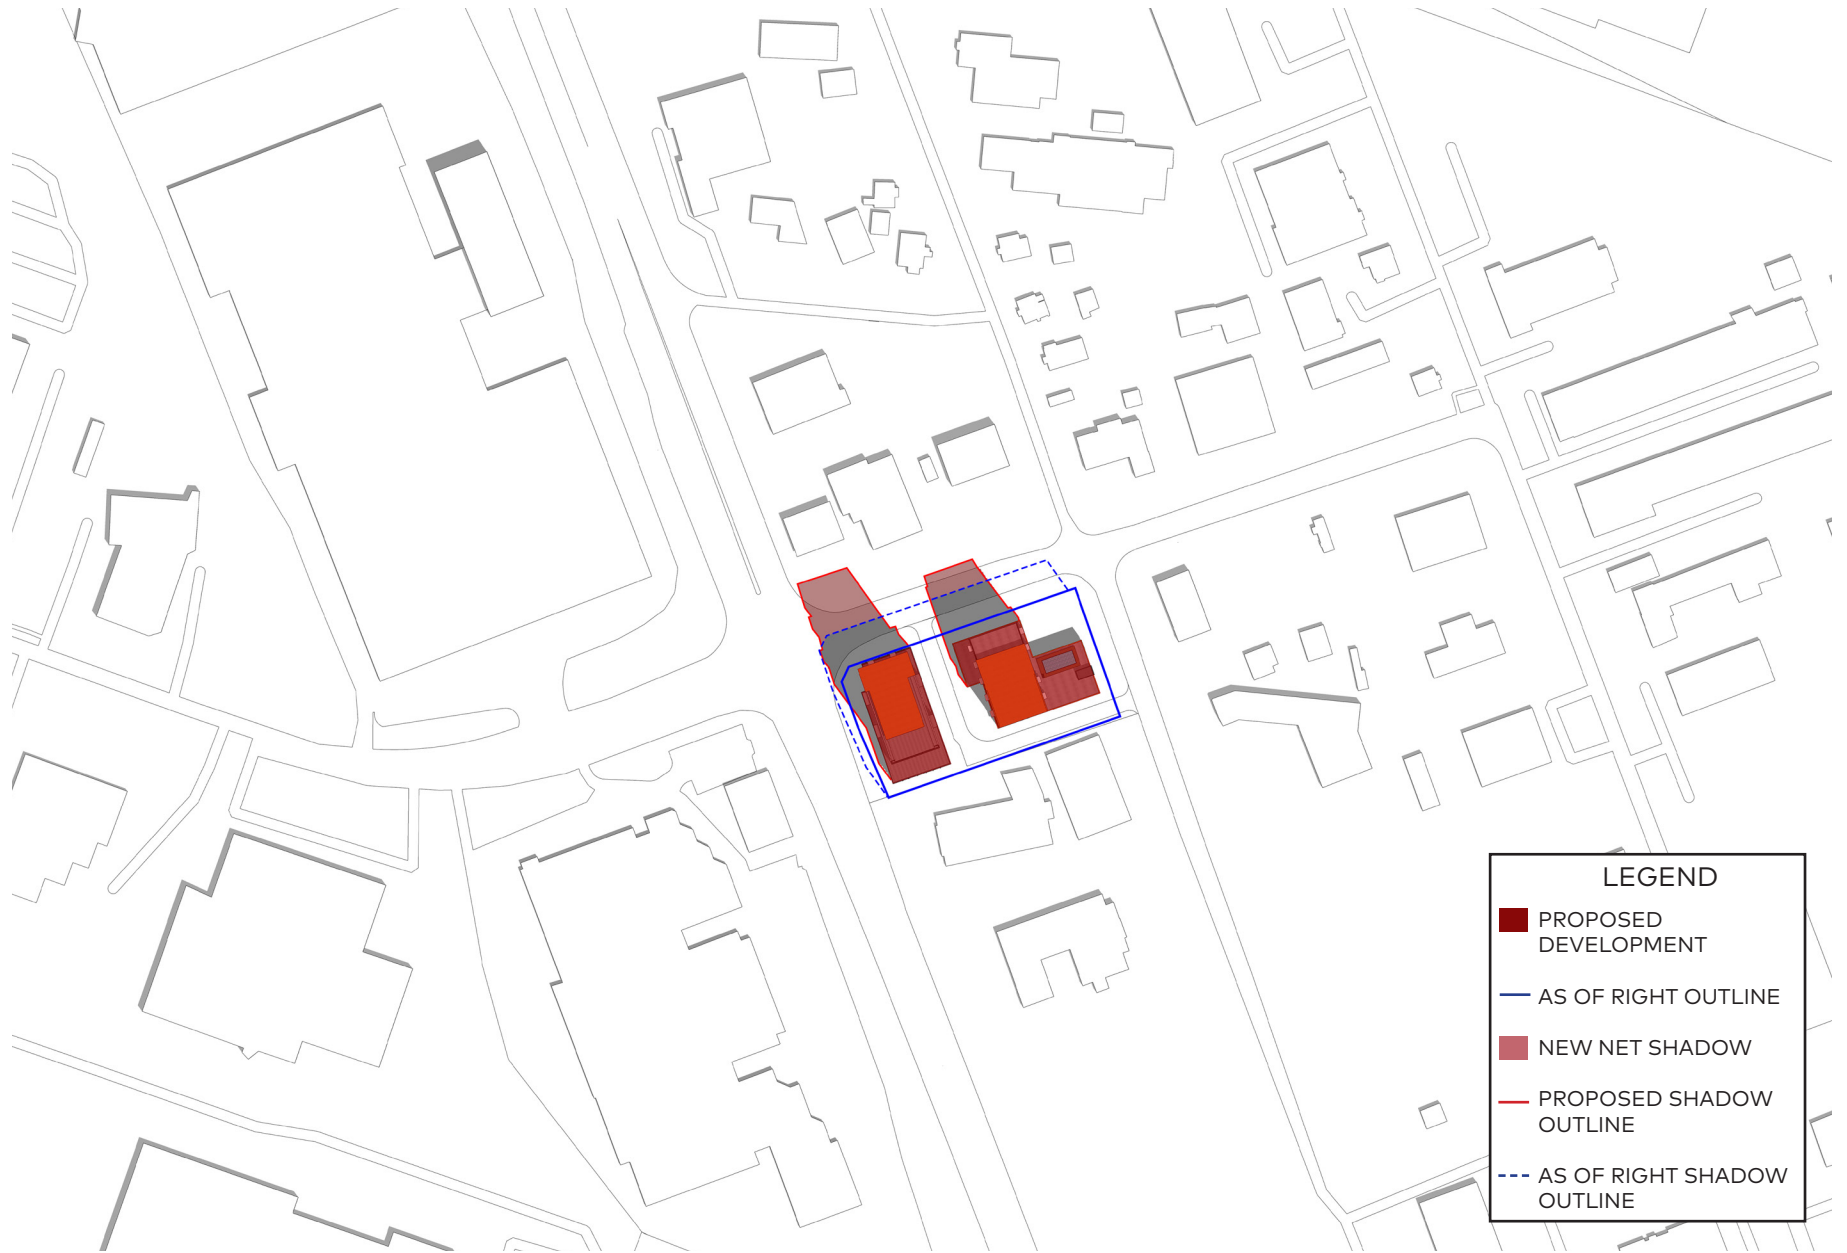 LEGEND
PROPOSED
DEVELOPMENT
AS OF RIGHT OUTLINE
NEW NET SHADOW
PROPOSED SHADOW
OUTLINE
AS OF RIGHT SHADOW
OUTLINE